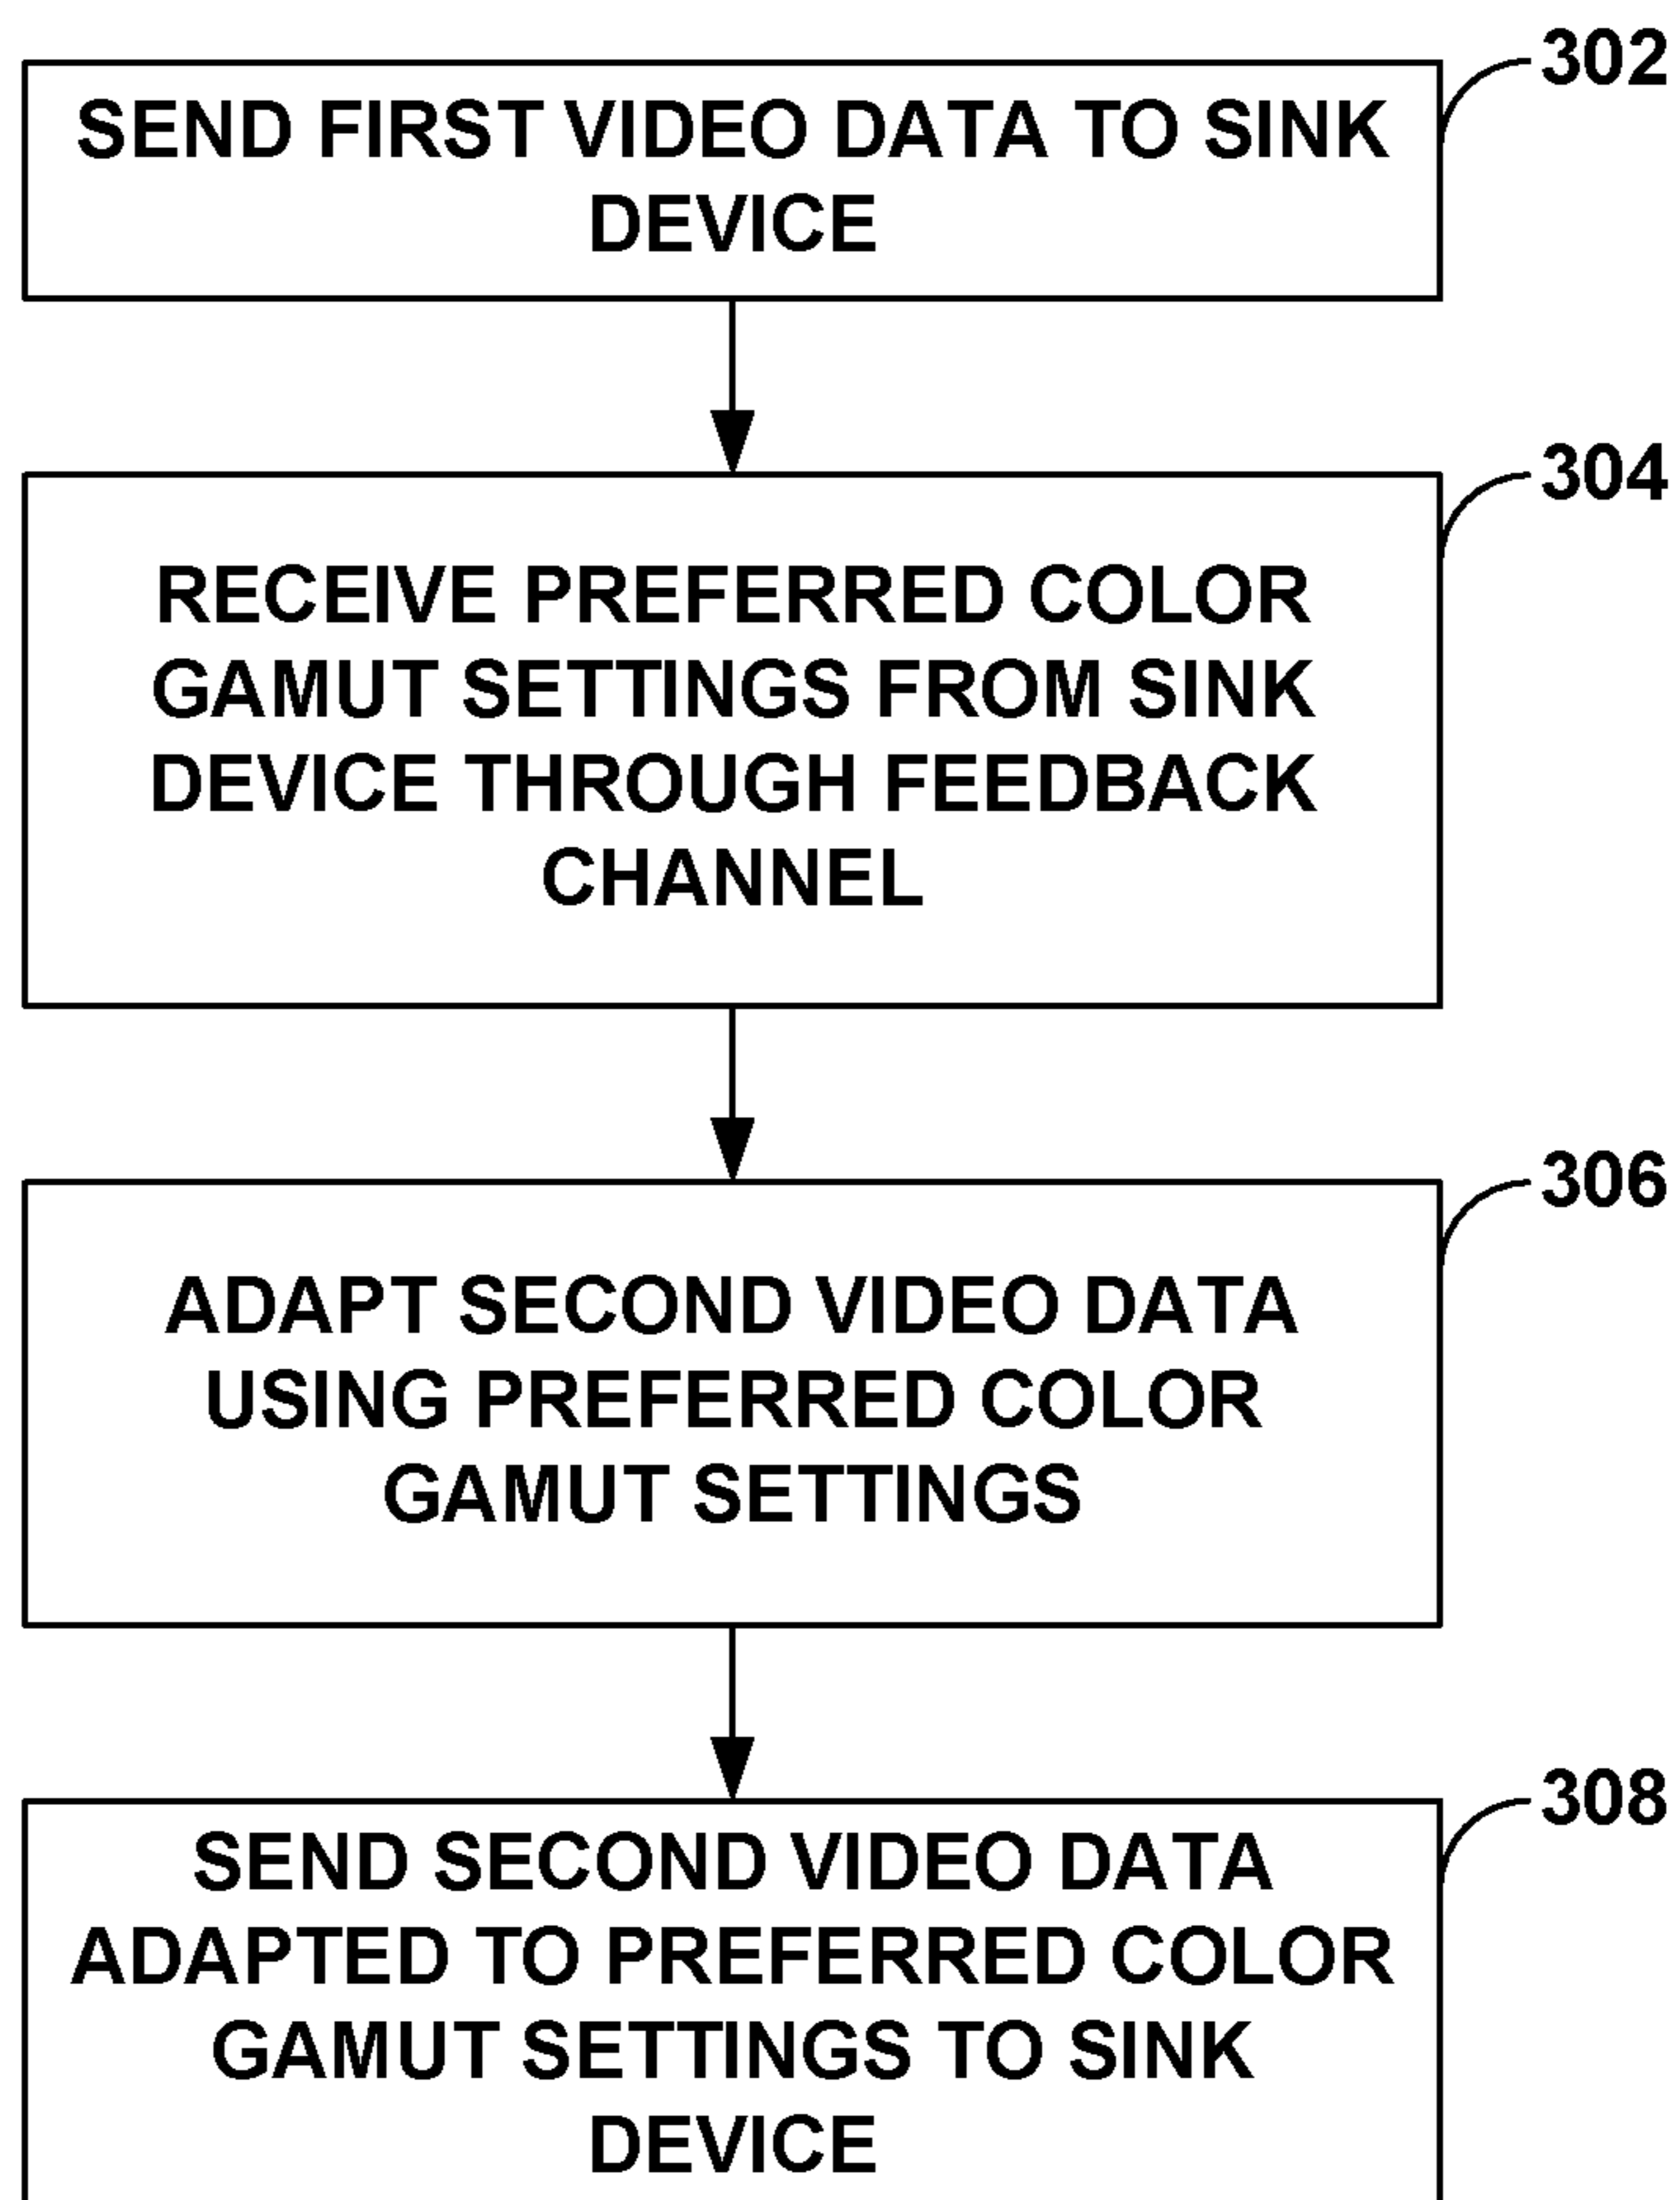 302
SEND FIRST VIDEO DATA TO SINK
DEVICE
304
RECEIVE PREFERRED COLOR
GAMUT SETTINGS FROM SINK
DEVICE THROUGH FEEDBACK
CHANNEL
306
ADAPT SECOND VIDEO DATA
USING PREFERRED COLOR
GAMUT SETTINGS
308
SEND SECOND VIDEO DATA
ADAPTED TO PREFERRED COLOR
GAMUT SETTINGS TO SINK
DEVICE